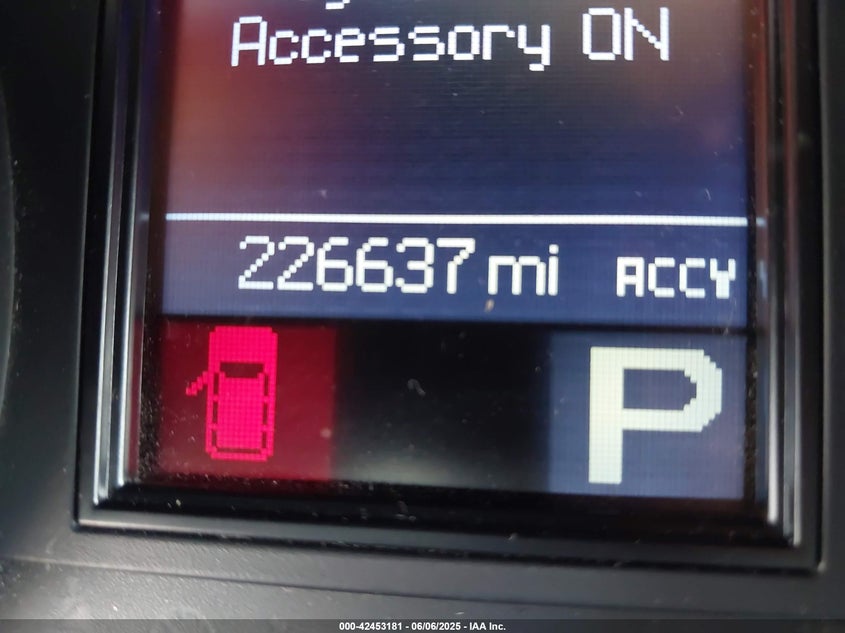 Accessory ON
226637 mi ACCY
P
000-42453181 - 06/06/2025 - IAA Inc.